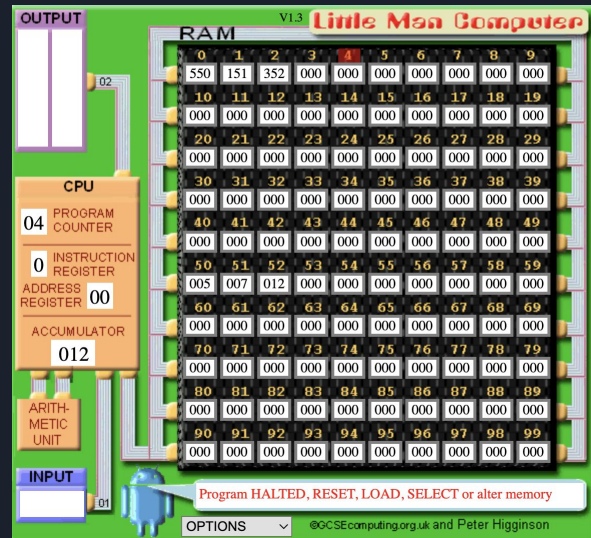 OUTPUT
V1.3 Little Man Computer
RAM
02
0 1 2 3 4 5 6 7 8 9
550 151 352 000 000 000 000 000 000 000
10 11 12 13 14 15 16 17 18 19
000 000 000 000 000 000 000 000 000 000
20 21 22 23 24 25 26 27 28 29
000 000 000 000 000 000 000 000 000 000
30 31 32 33 34 35 36 37 38 39
000 000 000 000 000 000 000 000 000 000
40 41 42 43 44 45 46 47 48 49
000 000 000 000 000 000 000 000 000 000
50 51 52 53 54 55 56 57 58 59
005 007 012 000 000 000 000 000 000 000
60 61 62 63 64 65 66 67 68 69
000 000 000 000 000 000 000 000 000 000
70 71 72 73 74 75 76 77 78 79
000 000 000 000 000 000 000 000 000 000
80 81 82 83 84 85 86 87 88 89
000 000 000 000 000 000 000 000 000 000
90 91 92 93 94 95 96 97 98 99
000 000 000 000 000 000 000 000 000 000
CPU
04 PROGRAM
COUNTER
0 INSTRUCTION
REGISTER
ADDRESS
REGISTER 00
ACCUMULATOR
012
ARITH-
METIC
UNIT
INPUT
01
Program HALTED, RESET, LOAD, SELECT or alter memory
OPTIONS
©GCSEcomputing.org.uk and Peter Higginson